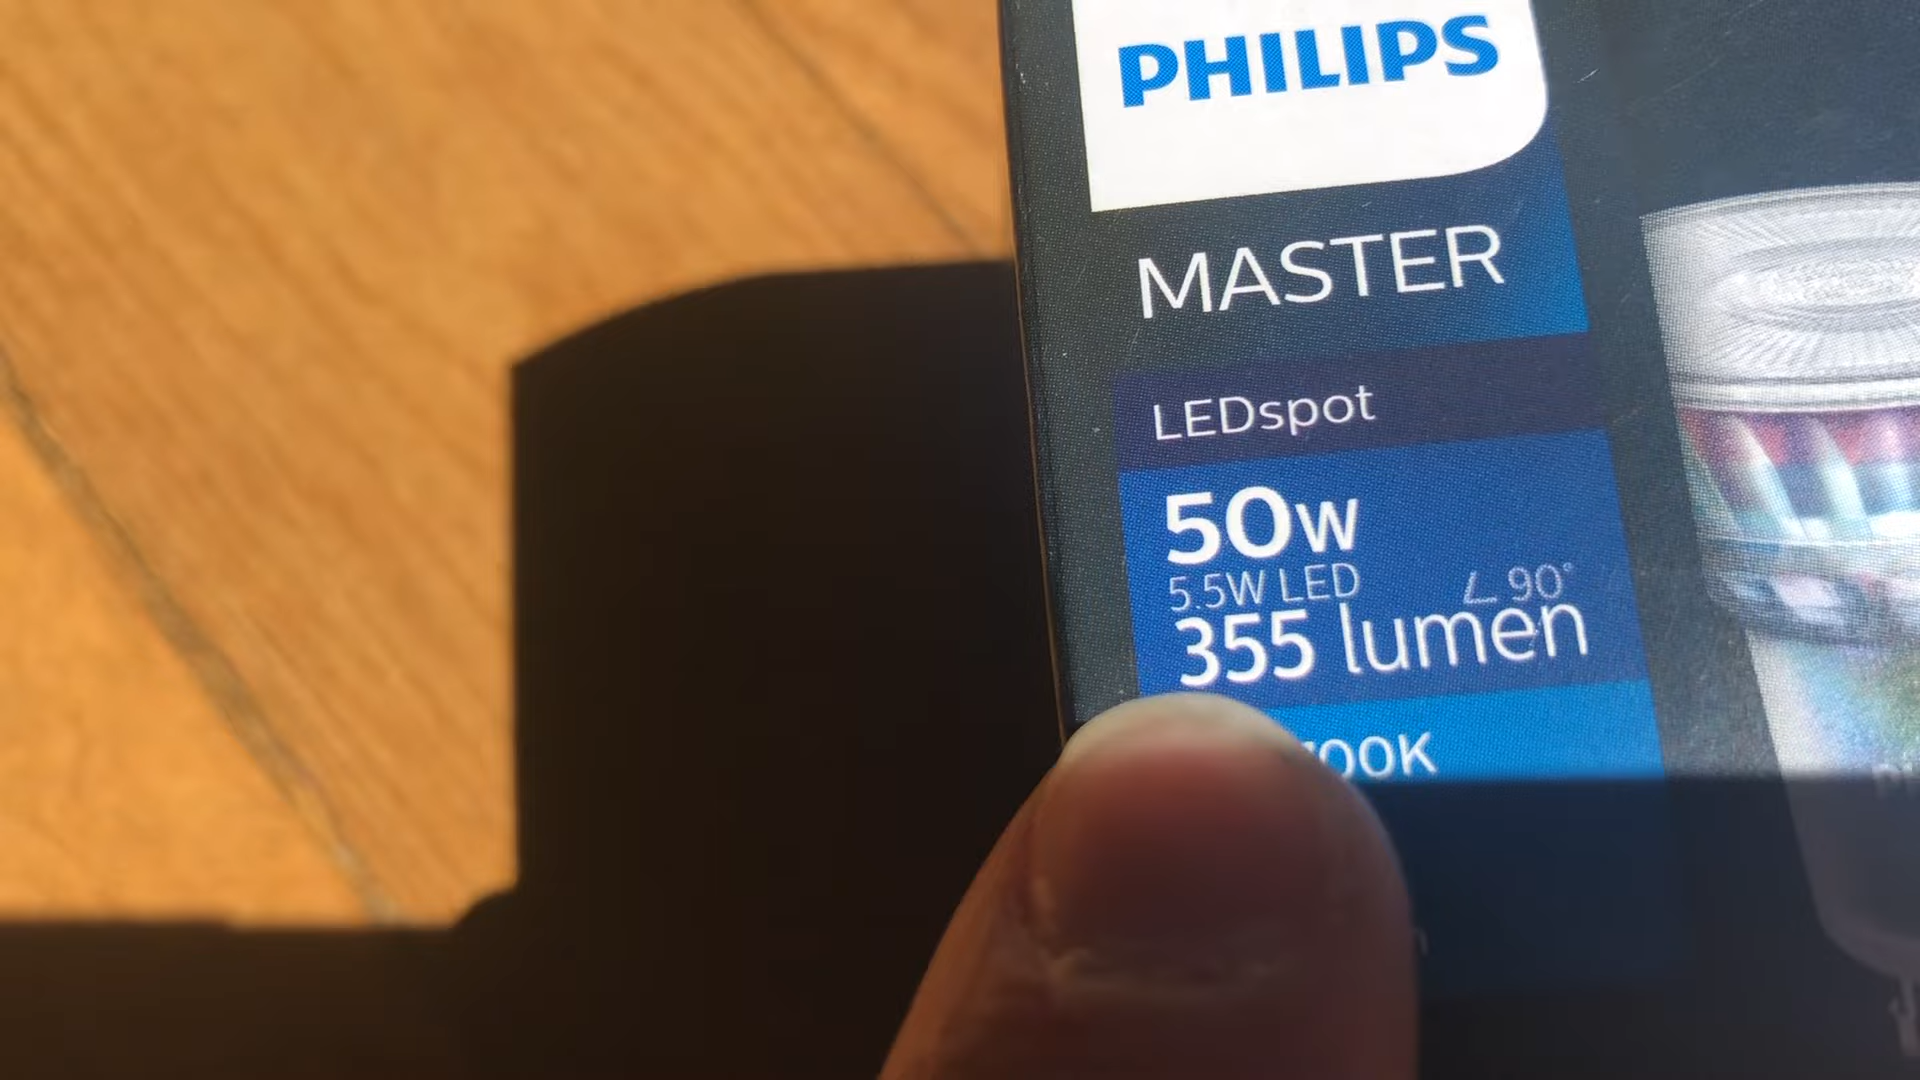 PHILIPS
MASTER
LEDspot
50W
5.5W LED ∠90°
355 lumen